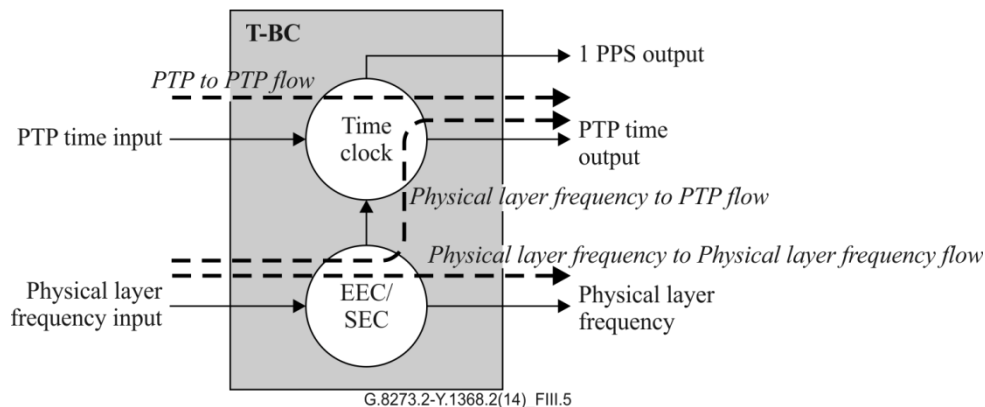 T-BC
1 PPS output
PTP to PTP flow
PTP time input
Time
clock
PTP time
output
Physical layer frequency to PTP flow
Physical layer frequency to Physical layer frequency flow
Physical layer
frequency input
EEC/
SEC
Physical layer
frequency
G.8273.2-Y.1368.2(14) FIII.5